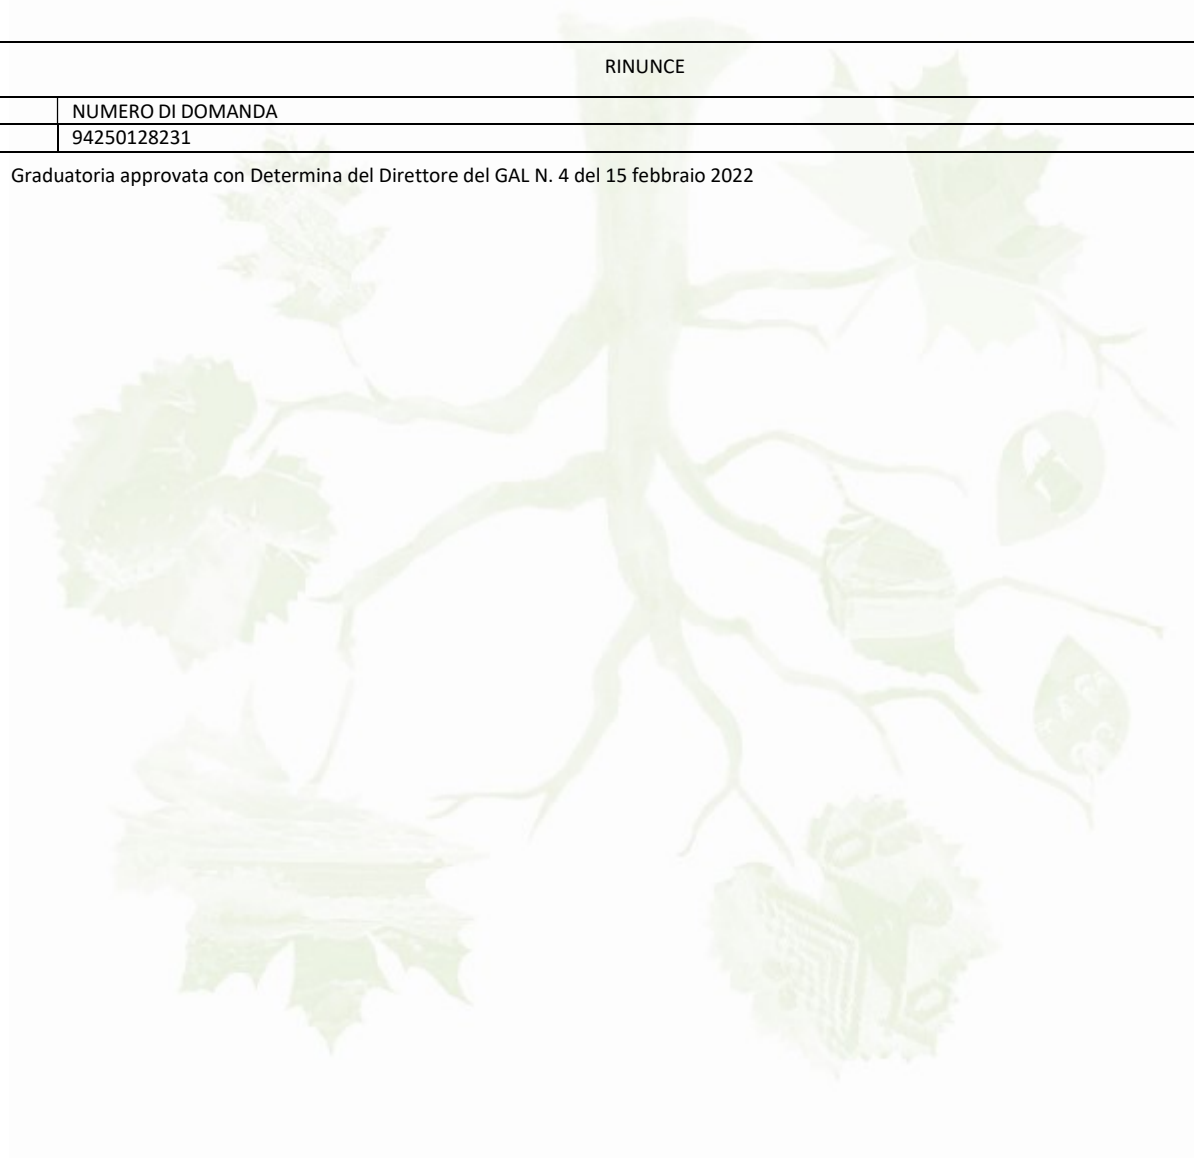 RINUNCE
NUMERO DI DOMANDA
94250128231
Graduatoria approvata con Determina del Direttore del GAL N. 4 del 15 febbraio 2022